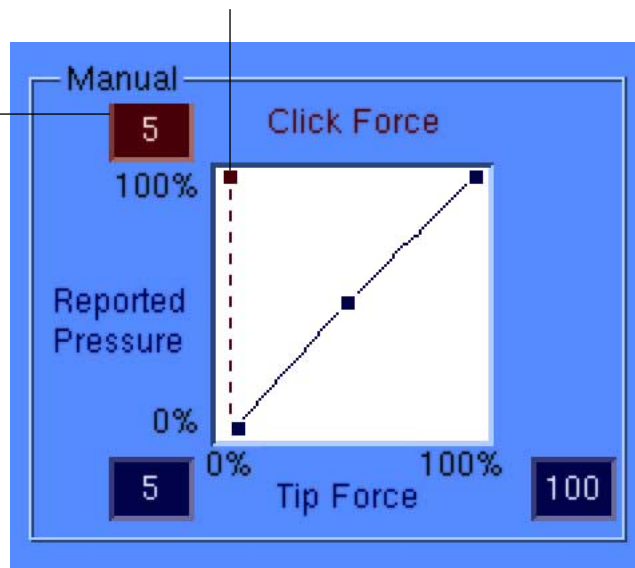 Manual
5
Click Force
100%
Reported
Pressure
0%
0%
100%
5
Tip Force
100